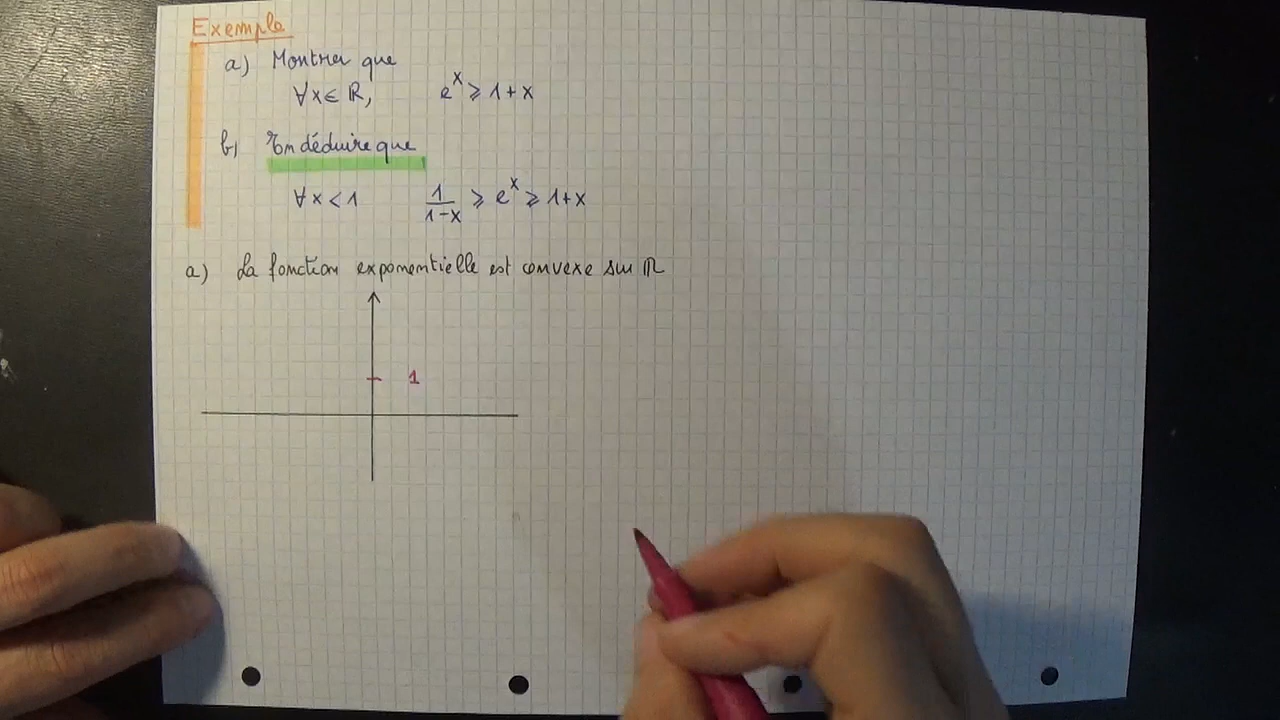 Exemple
a) Montrer que
∀x∈ℝ, e^x ⩾ 1+x
b) En déduire que
∀x<1 1/(1-x) ⩾ e^x ⩾ 1+x
a) La fonction exponentielle est convexe sur ℝ
1